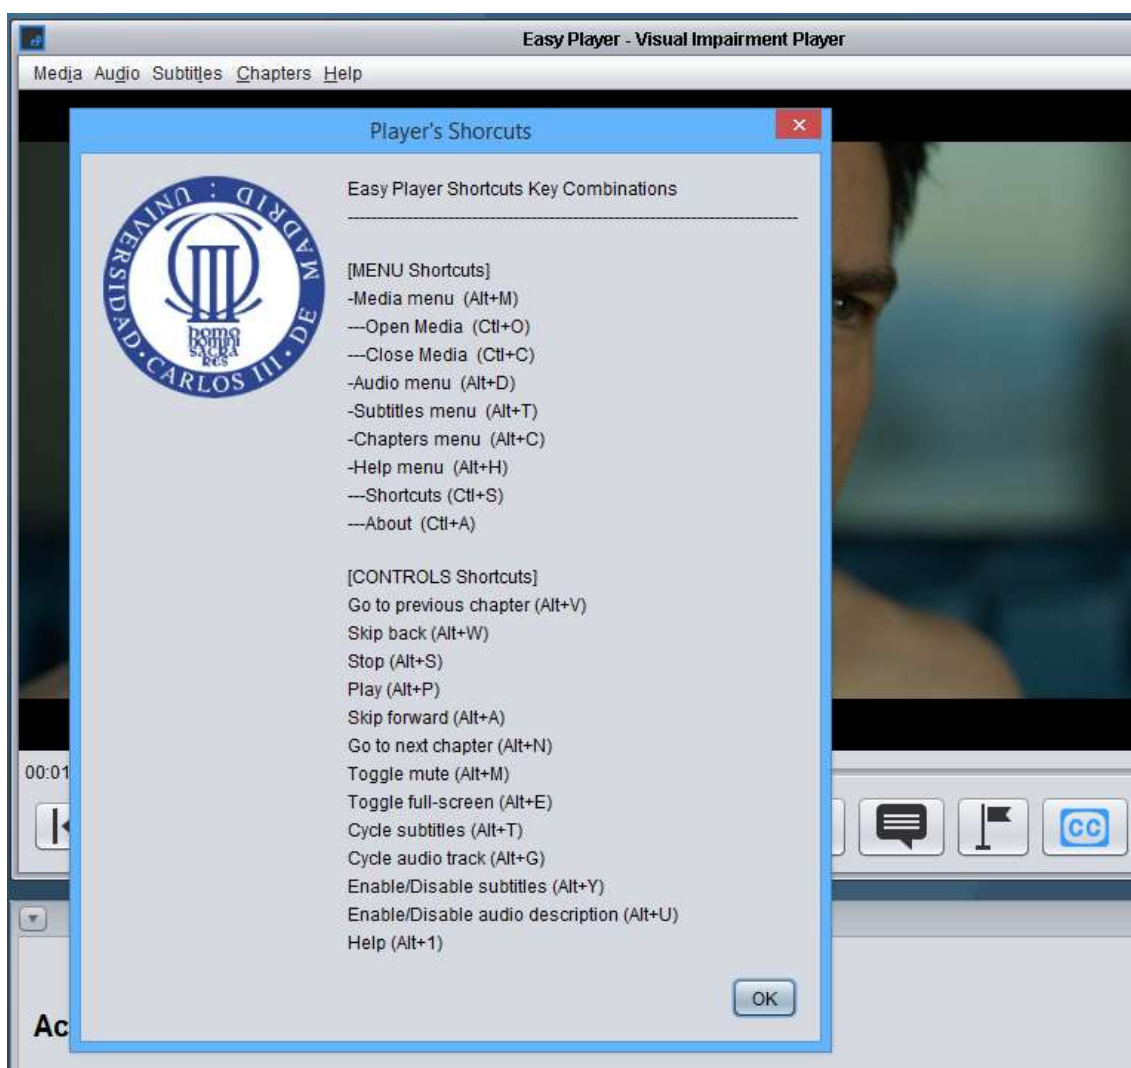 eP
Easy Player - Visual Impairment Player
Media Audio Subtitles Chapters Help
Player's Shorcuts
UNIVERSIDAD · CARLOS III · DE MADRID :
homo
homini
SACRA
RES
Easy Player Shortcuts Key Combinations
[MENU Shortcuts]
-Media menu (Alt+M)
---Open Media (Ctl+O)
---Close Media (Ctl+C)
-Audio menu (Alt+D)
-Subtitles menu (Alt+T)
-Chapters menu (Alt+C)
-Help menu (Alt+H)
---Shortcuts (Ctl+S)
---About (Ctl+A)
[CONTROLS Shortcuts]
Go to previous chapter (Alt+V)
Skip back (Alt+W)
Stop (Alt+S)
Play (Alt+P)
Skip forward (Alt+A)
Go to next chapter (Alt+N)
Toggle mute (Alt+M)
Toggle full-screen (Alt+E)
Cycle subtitles (Alt+T)
Cycle audio track (Alt+G)
Enable/Disable subtitles (Alt+Y)
Enable/Disable audio description (Alt+U)
Help (Alt+1)
OK
00:01
CC
Ac